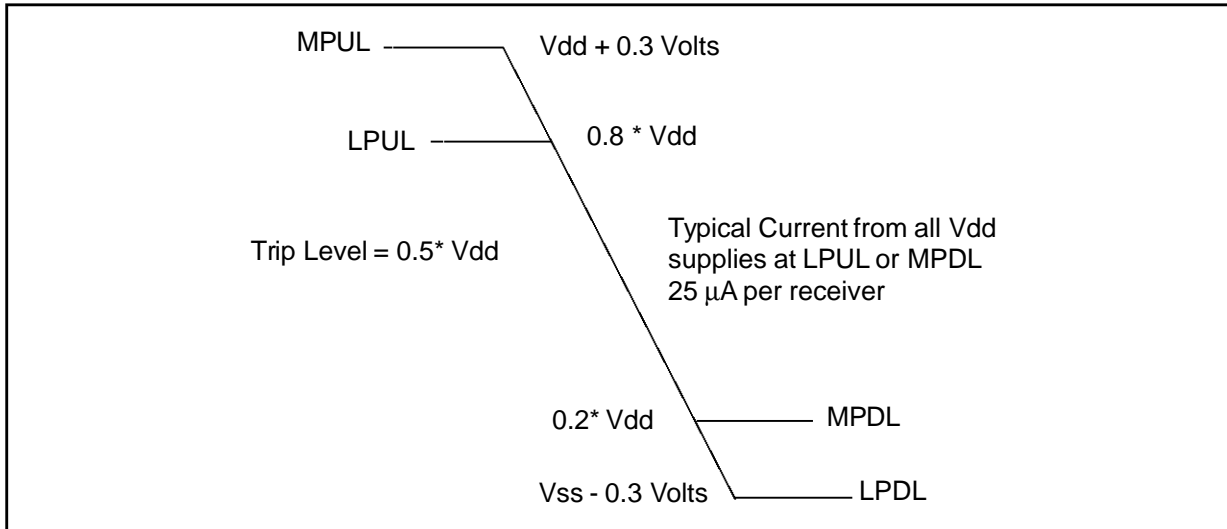 MPUL
Vdd + 0.3 Volts
LPUL
0.8 * Vdd
Trip Level = 0.5* Vdd
Typical Current from all Vdd
supplies at LPUL or MPDL
25 μA per receiver
0.2* Vdd
MPDL
Vss - 0.3 Volts
LPDL